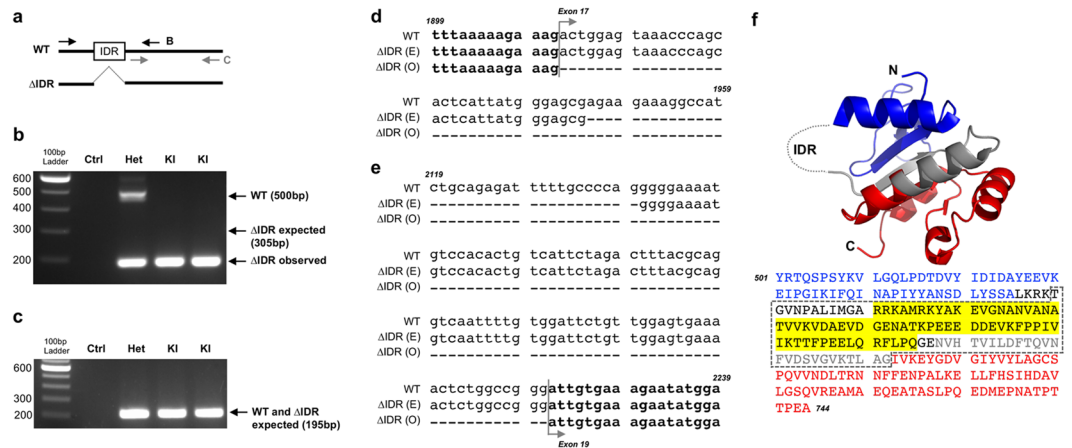 a
WT
IDR
B
C
ΔIDR
b
100bp Ladder Ctrl Het KI KI
600
500
400
300
200
WT (500bp)
ΔIDR expected (305bp)
ΔIDR observed
c
100bp Ladder Ctrl Het KI KI
600
300
200
WT and ΔIDR expected (195bp)
d
1899 Exon 17
WT tttaaaaaga aagactggag taaacccagc
ΔIDR (E) tttaaaaaga aagactggag taaacccagc
ΔIDR (O) tttaaaaaga aag------- ----------
1959
WT actcattatg ggagcgagaa gaaaggccat
ΔIDR (E) actcattatg ggagcg---- ----------
ΔIDR (O) ---------- ---------- ----------
e
2119
WT ctgcagagat ttttgcccca gggggaaaat
ΔIDR (E) ---------- ---------- -ggggaaaat
ΔIDR (O) ---------- ---------- ----------
WT gtccacactg tcattctaga ctttacgcag
ΔIDR (E) gtccacactg tcattctaga ctttacgcag
ΔIDR (O) ---------- ---------- ----------
WT gtcaattttg tggattctgt tggagtgaaa
ΔIDR (E) gtcaattttg tggattctgt tggagtgaaa
ΔIDR (O) ---------- ---------- ----------
2239
WT actctggccg ggattgtgaa agaatatgga
ΔIDR (E) actctggccg ggattgtgaa agaatatgga
ΔIDR (O) ---------- --attgtgaa agaatatgga
Exon 19
f
N
IDR
C
501 YRTQSPSYKV LGQLPDTDVY IDIDAYEEVK
EIPGIKIFQI NAPIYYANSD LYSSALKRKT
GVNPALIMGA RRKAMRKYAK EVGNANVANA
TVVKVDAEVD GENATKPEEE DDEVKFPPIV
IKTTFPEELQ RFLPQGENVH TVILDFTQVN
FVDSVGVKTL AGIVKEYGDV GIYVYLAGCS
PQVVNDLTRN NFFENPALKE LLFHSIHDAV
LGSQVREAMA EQEATASLPQ EDMEPNATPT
TPEA 744